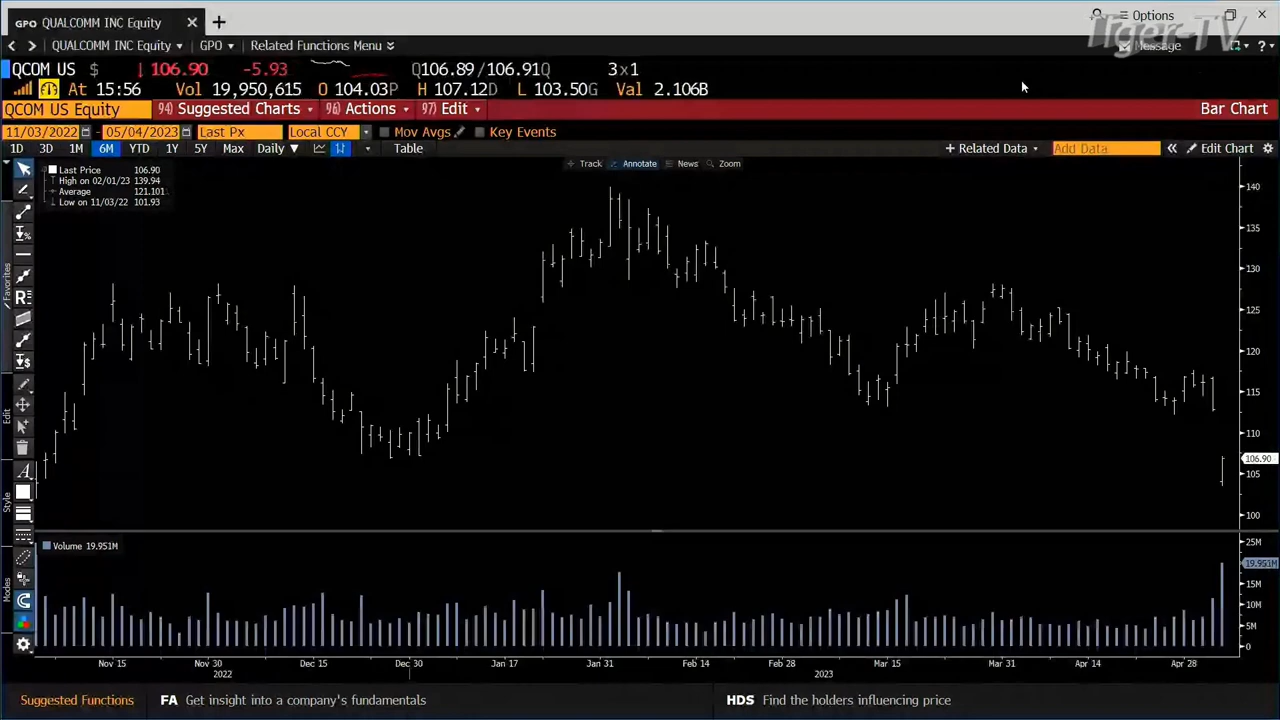 GPO QUALCOMM INC Equity
Options
QUALCOMM INC Equity GPO Related Functions Menu Message
Tiger-TV
QCOM US $ 106.90 -5.93 Q106.89/106.91Q 3x1
At 15:56 Vol 19,950,615 O 104.03P H 107.12D L 103.50G Val 2.106B
QCOM US Equity 94) Suggested Charts 96) Actions 97) Edit Bar Chart
11/03/2022 - 05/04/2023 Last Px Local CCY Mov Avgs Key Events
1D 3D 1M 6M YTD 1Y 5Y Max Daily Table + Related Data Add Data Edit Chart
Track Annotate News Zoom
Last Price 106.90
High on 02/01/23 139.94
Average 121.101
Low on 11/03/22 101.93
140
135
130
125
120
115
110
106.90
105
100
Favorites
Edit
Style
Modes
Volume 19.951M
25M
19.951M
15M
10M
5M
0
Nov 15 Nov 30 Dec 15 Dec 30 Jan 17 Jan 31 Feb 14 Feb 28 Mar 15 Mar 31 Apr 14 Apr 28
2022 2023
Suggested Functions FA Get insight into a company's fundamentals HDS Find the holders influencing price